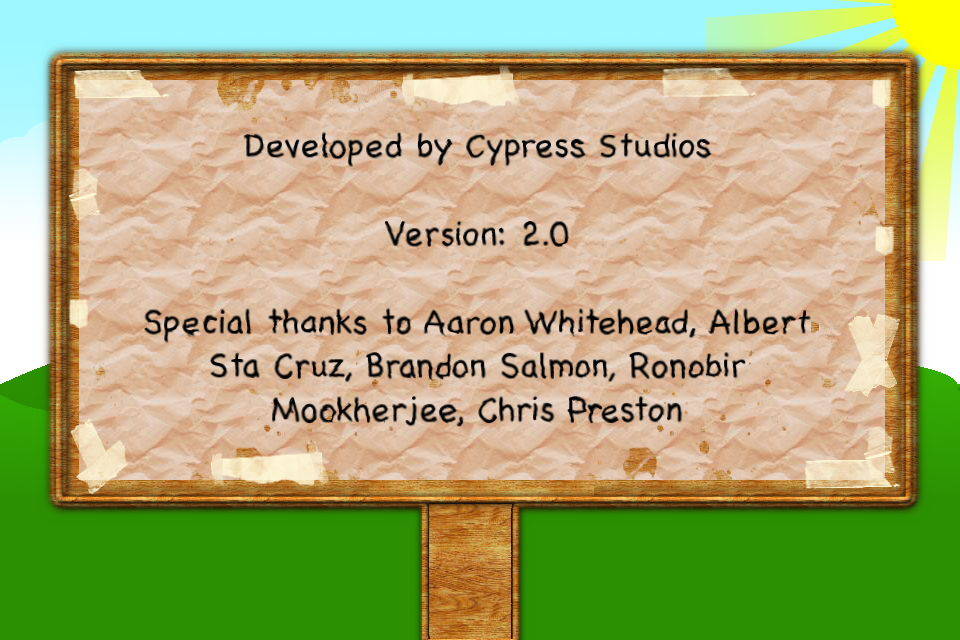 Developed by Cypress Studios
Version: 2.0
Special thanks to Aaron Whitehead, Albert
Sta Cruz, Brandon Salmon, Ronobir
Mookherjee, Chris Preston